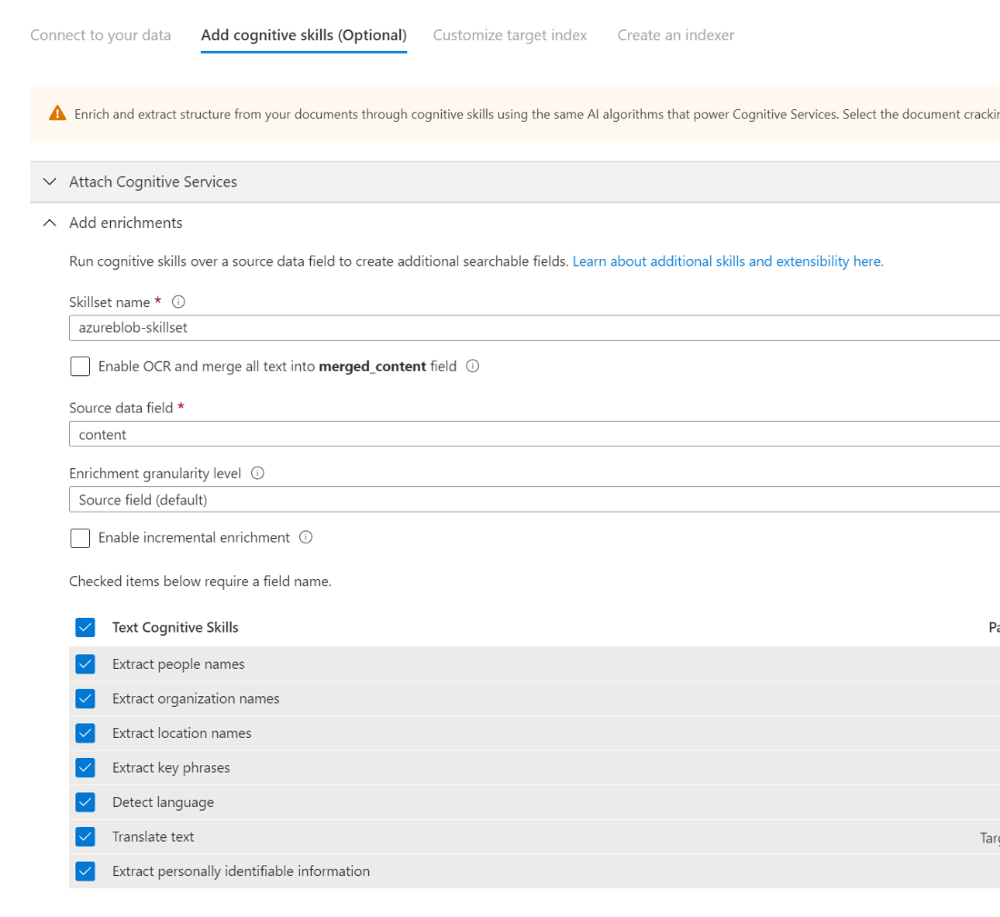 Connect to your data Add cognitive skills (Optional) Customize target index Create an indexer
Enrich and extract structure from your documents through cognitive skills using the same AI algorithms that power Cognitive Services. Select the document
Attach Cognitive Services
Add enrichments
Run cognitive skills over a source data field to create additional searchable fields. Learn about additional skills and extensibility here.
Skillset name *
azureblob-skillset
Enable OCR and merge all text into merged_content field
Source data field *
content
Enrichment granularity level
Source field (default)
Enable incremental enrichment
Checked items below require a field name.
Text Cognitive Skills
Extract people names
Extract organization names
Extract location names
Extract key phrases
Detect language
Translate text
Extract personally identifiable information